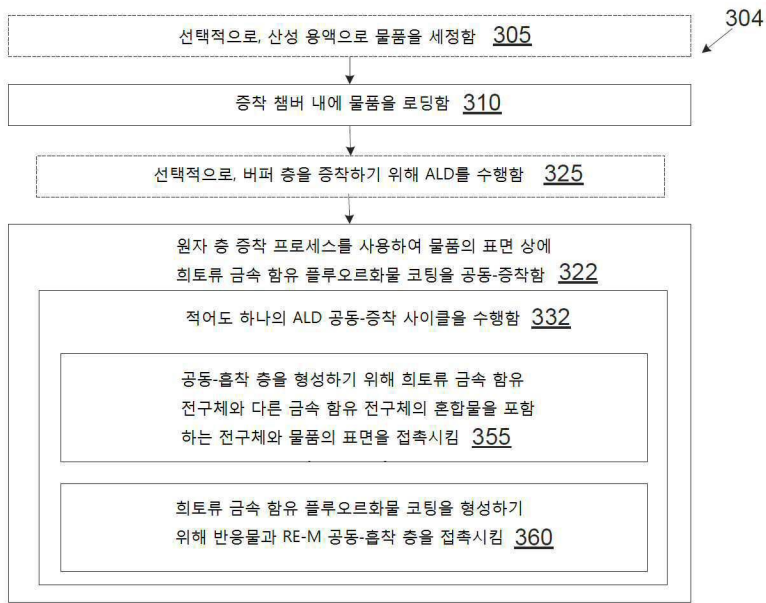 304
선택적으로, 산성 용액으로 물품을 세정함 305
증착 챔버 내에 물품을 로딩함 310
선택적으로, 버퍼 층을 증착하기 위해 ALD를 수행함 325
원자 층 증착 프로세스를 사용하여 물품의 표면 상에
희토류 금속 함유 플루오르화물 코팅을 공동-증착함 322
적어도 하나의 ALD 공동-증착 사이클을 수행함 332
공동-흡착 층을 형성하기 위해 희토류 금속 함유
전구체와 다른 금속 함유 전구체의 혼합물을 포함
하는 전구체와 물품의 표면을 접촉시킴 355
희토류 금속 함유 플루오르화물 코팅을 형성하기
위해 반응물과 RE-M 공동-흡착 층을 접촉시킴 360